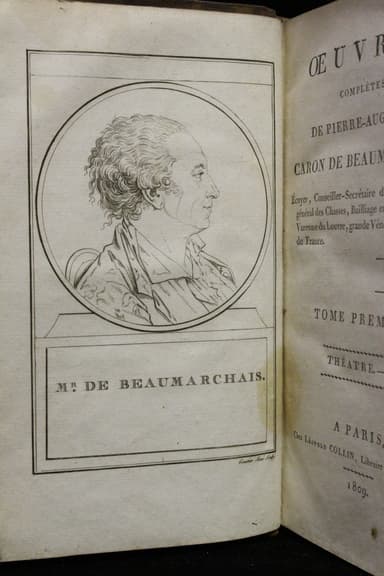 Mᴿ. DE BEAUMARCHAIS.
ŒUVR
COMPLÈTES
DE PIERRE-AUG
CARON DE BEAUM
Écuyer, Conseiller-Secrétaire d
général des Chasses, Bailliage e
Varenne du Louvre, grande Vén
de France.
TOME PREM
THÉATRE.
A PARIS,
Chez Léopold COLLIN, Libraire
1809.